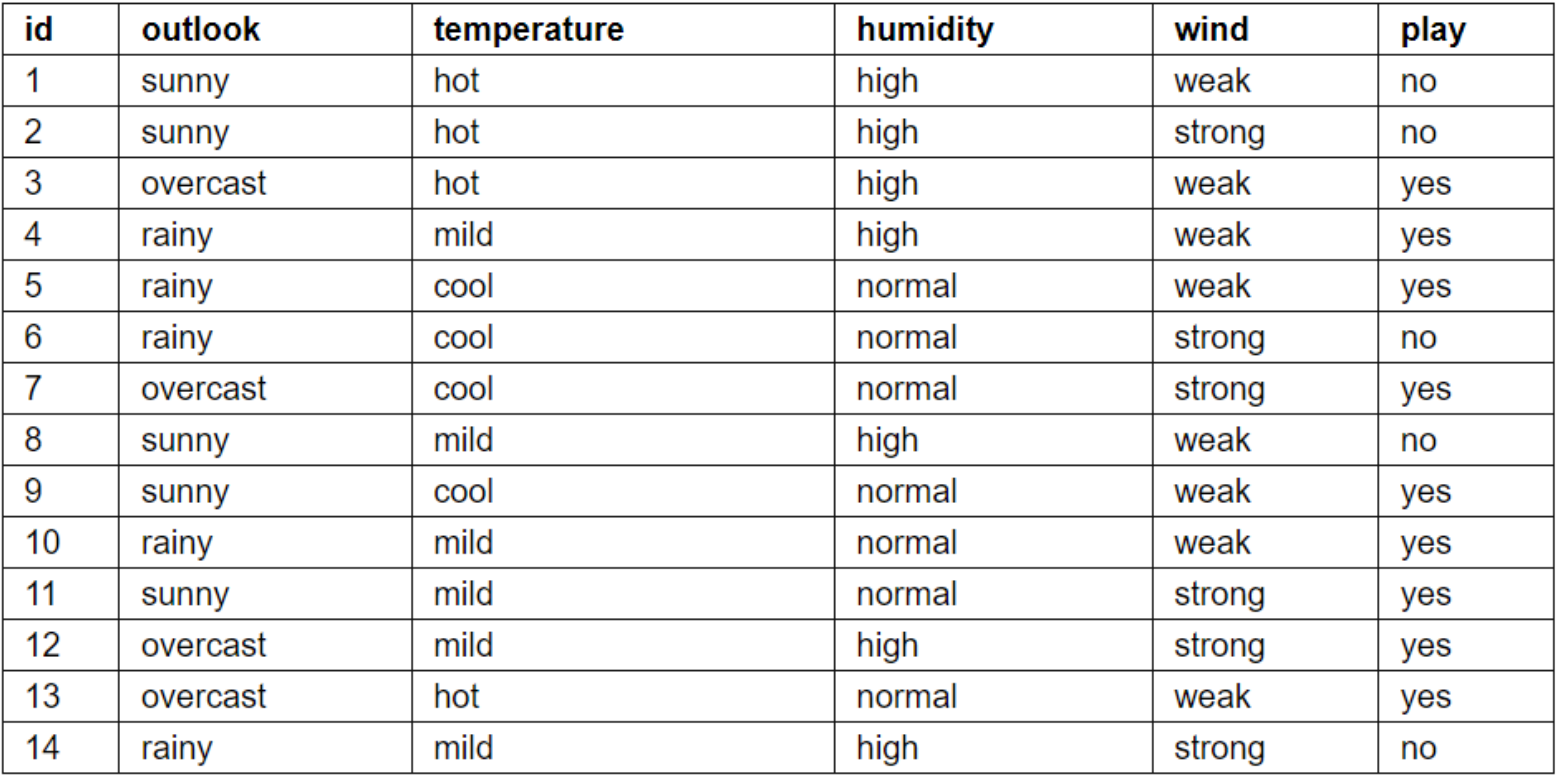 id outlook temperature humidity wind play
1 sunny hot high weak no
2 sunny hot high strong no
3 overcast hot high weak yes
4 rainy mild high weak yes
5 rainy cool normal weak yes
6 rainy cool normal strong no
7 overcast cool normal strong yes
8 sunny mild high weak no
9 sunny cool normal weak yes
10 rainy mild normal weak yes
11 sunny mild normal strong yes
12 overcast mild high strong yes
13 overcast hot normal weak yes
14 rainy mild high strong no